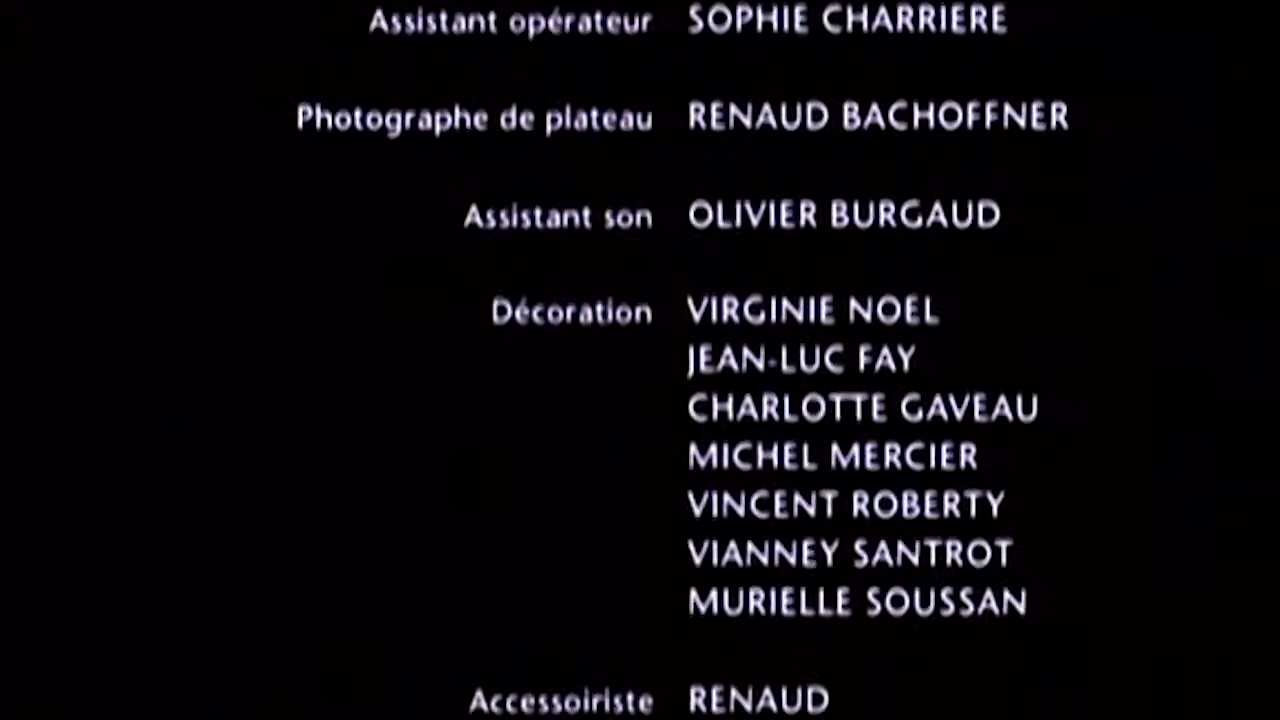 Assistant opérateur SOPHIE CHARRIERE
Photographe de plateau RENAUD BACHOFFNER
Assistant son OLIVIER BURGAUD
Décoration VIRGINIE NOEL
JEAN-LUC FAY
CHARLOTTE GAVEAU
MICHEL MERCIER
VINCENT ROBERTY
VIANNEY SANTROT
MURIELLE SOUSSAN
Accessoiriste RENAUD